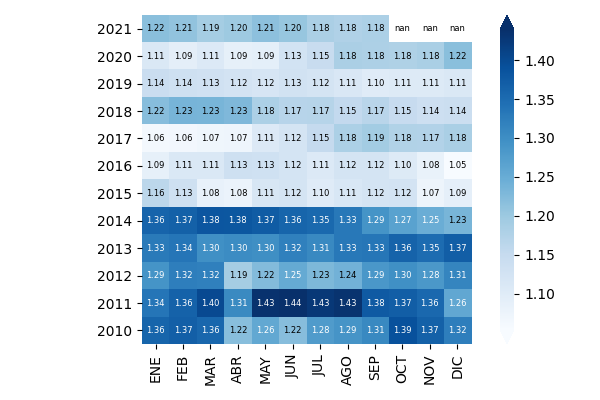 2021 1.22 1.21 1.19 1.20 1.21 1.20 1.18 1.18 1.18 nan nan nan
2020 1.11 1.09 1.11 1.09 1.09 1.13 1.15 1.18 1.18 1.18 1.18 1.22
2019 1.14 1.14 1.13 1.12 1.12 1.13 1.12 1.11 1.10 1.11 1.11 1.11
2018 1.22 1.23 1.23 1.23 1.18 1.17 1.17 1.15 1.17 1.15 1.14 1.14
2017 1.06 1.06 1.07 1.07 1.11 1.12 1.15 1.18 1.19 1.18 1.17 1.18
2016 1.09 1.11 1.11 1.13 1.13 1.12 1.11 1.12 1.12 1.10 1.08 1.05
2015 1.16 1.13 1.08 1.08 1.11 1.12 1.10 1.11 1.12 1.12 1.07 1.09
2014 1.36 1.37 1.38 1.38 1.37 1.36 1.35 1.33 1.29 1.27 1.25 1.23
2013 1.33 1.34 1.30 1.30 1.30 1.32 1.31 1.33 1.33 1.36 1.35 1.37
2012 1.29 1.32 1.32 1.19 1.22 1.25 1.23 1.24 1.29 1.30 1.28 1.31
2011 1.34 1.36 1.40 1.31 1.43 1.44 1.43 1.43 1.38 1.37 1.36 1.26
2010 1.36 1.37 1.36 1.22 1.26 1.22 1.28 1.29 1.31 1.39 1.37 1.32
ENE FEB MAR ABR MAY JUN JUL AGO SEP OCT NOV DIC
1.40
1.35
1.30
1.25
1.20
1.15
1.10